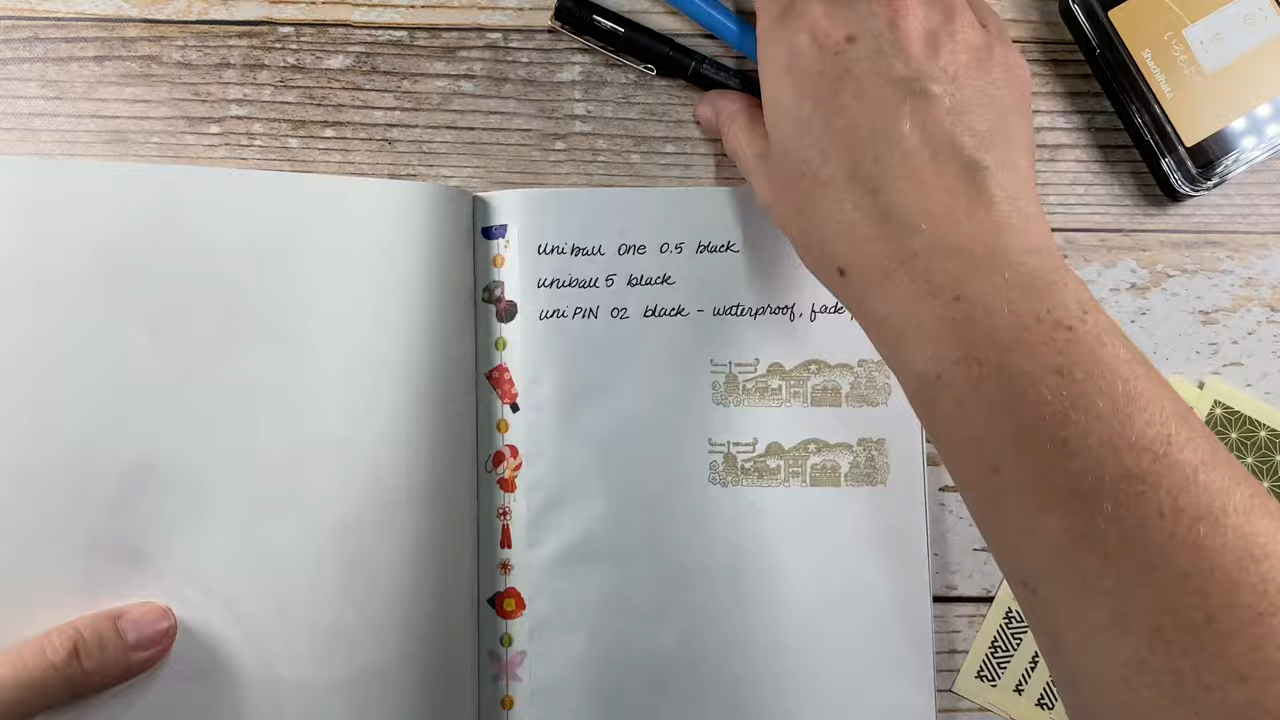 Shachihata
uniball one 0.5 black
uniball 5 black
uni PIN 02 black - waterproof, fade